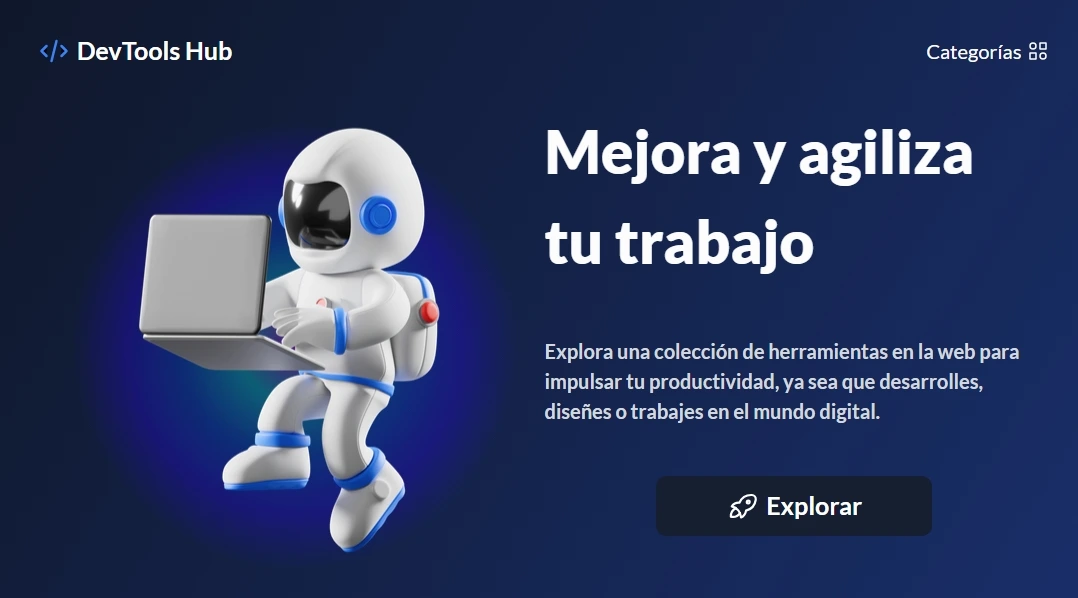 </> DevTools Hub
Categorías
Mejora y agiliza
tu trabajo
Explora una colección de herramientas en la web para
impulsar tu productividad, ya sea que desarrolles,
diseñes o trabajes en el mundo digital.
Explorar